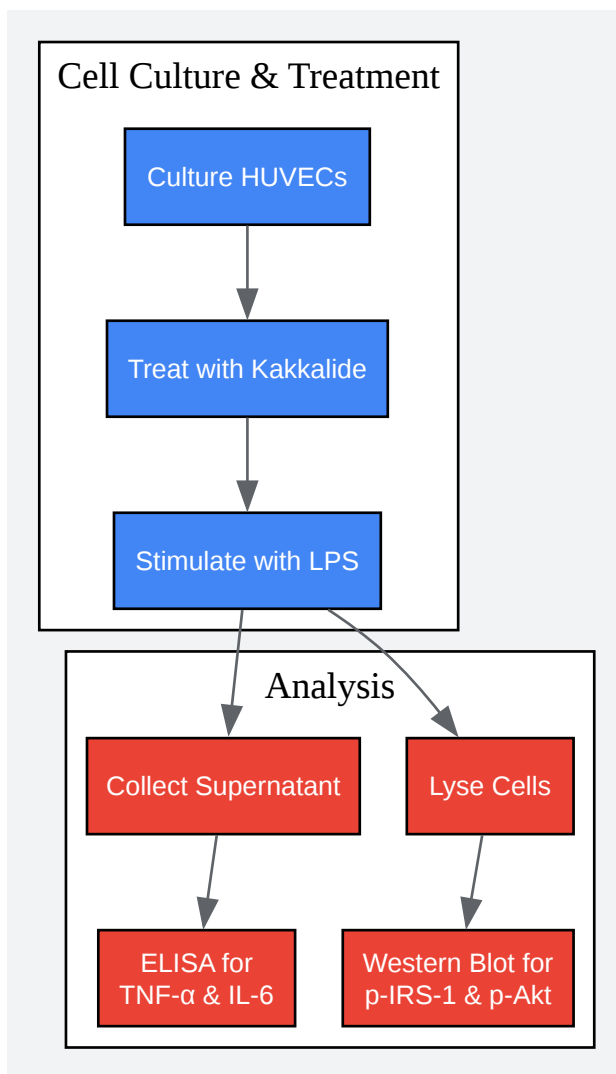 Cell Culture & Treatment
Culture HUVECs
Treat with Kakkalide
Stimulate with LPS
Analysis
Collect Supernatant
Lyse Cells
ELISA for
TNF-α & IL-6
Western Blot for
p-IRS-1 & p-Akt